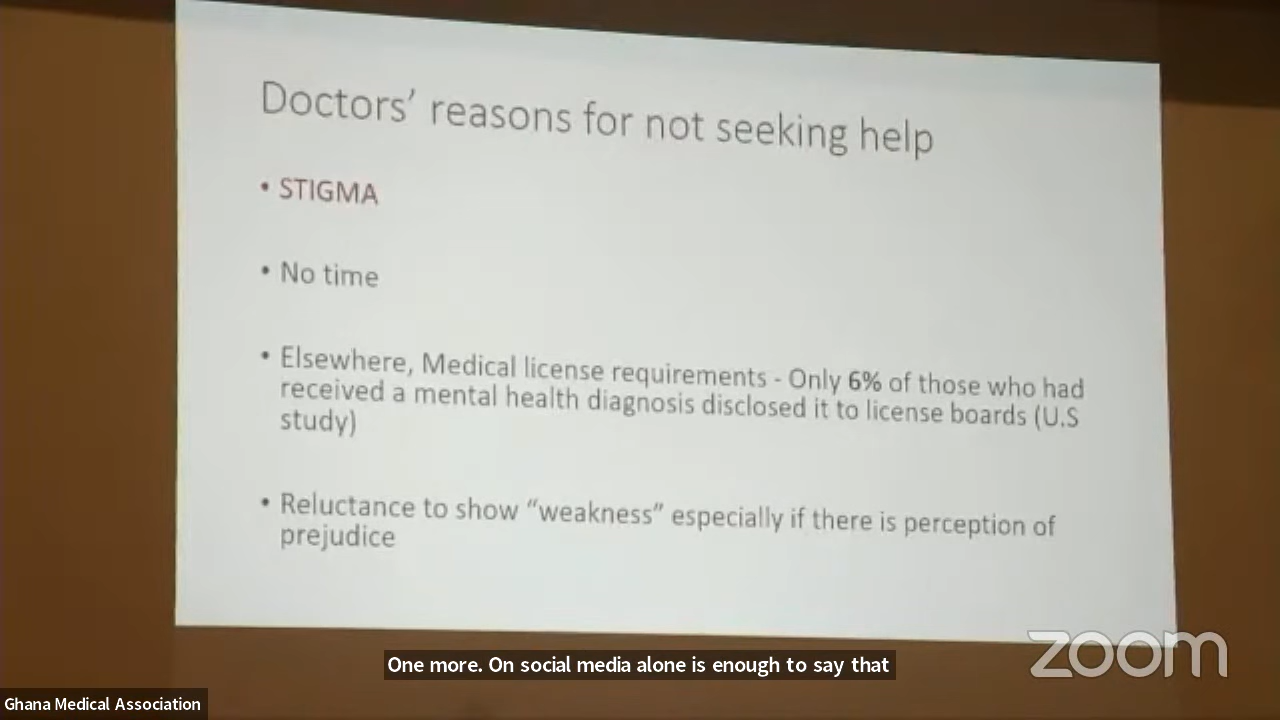 Doctors’ reasons for not seeking help
• STIGMA
• No time
• Elsewhere, Medical license requirements - Only 6% of those who had
received a mental health diagnosis disclosed it to license boards (U.S
study)
• Reluctance to show “weakness” especially if there is perception of
prejudice
zoom
One more. On social media alone is enough to say that
Ghana Medical Association